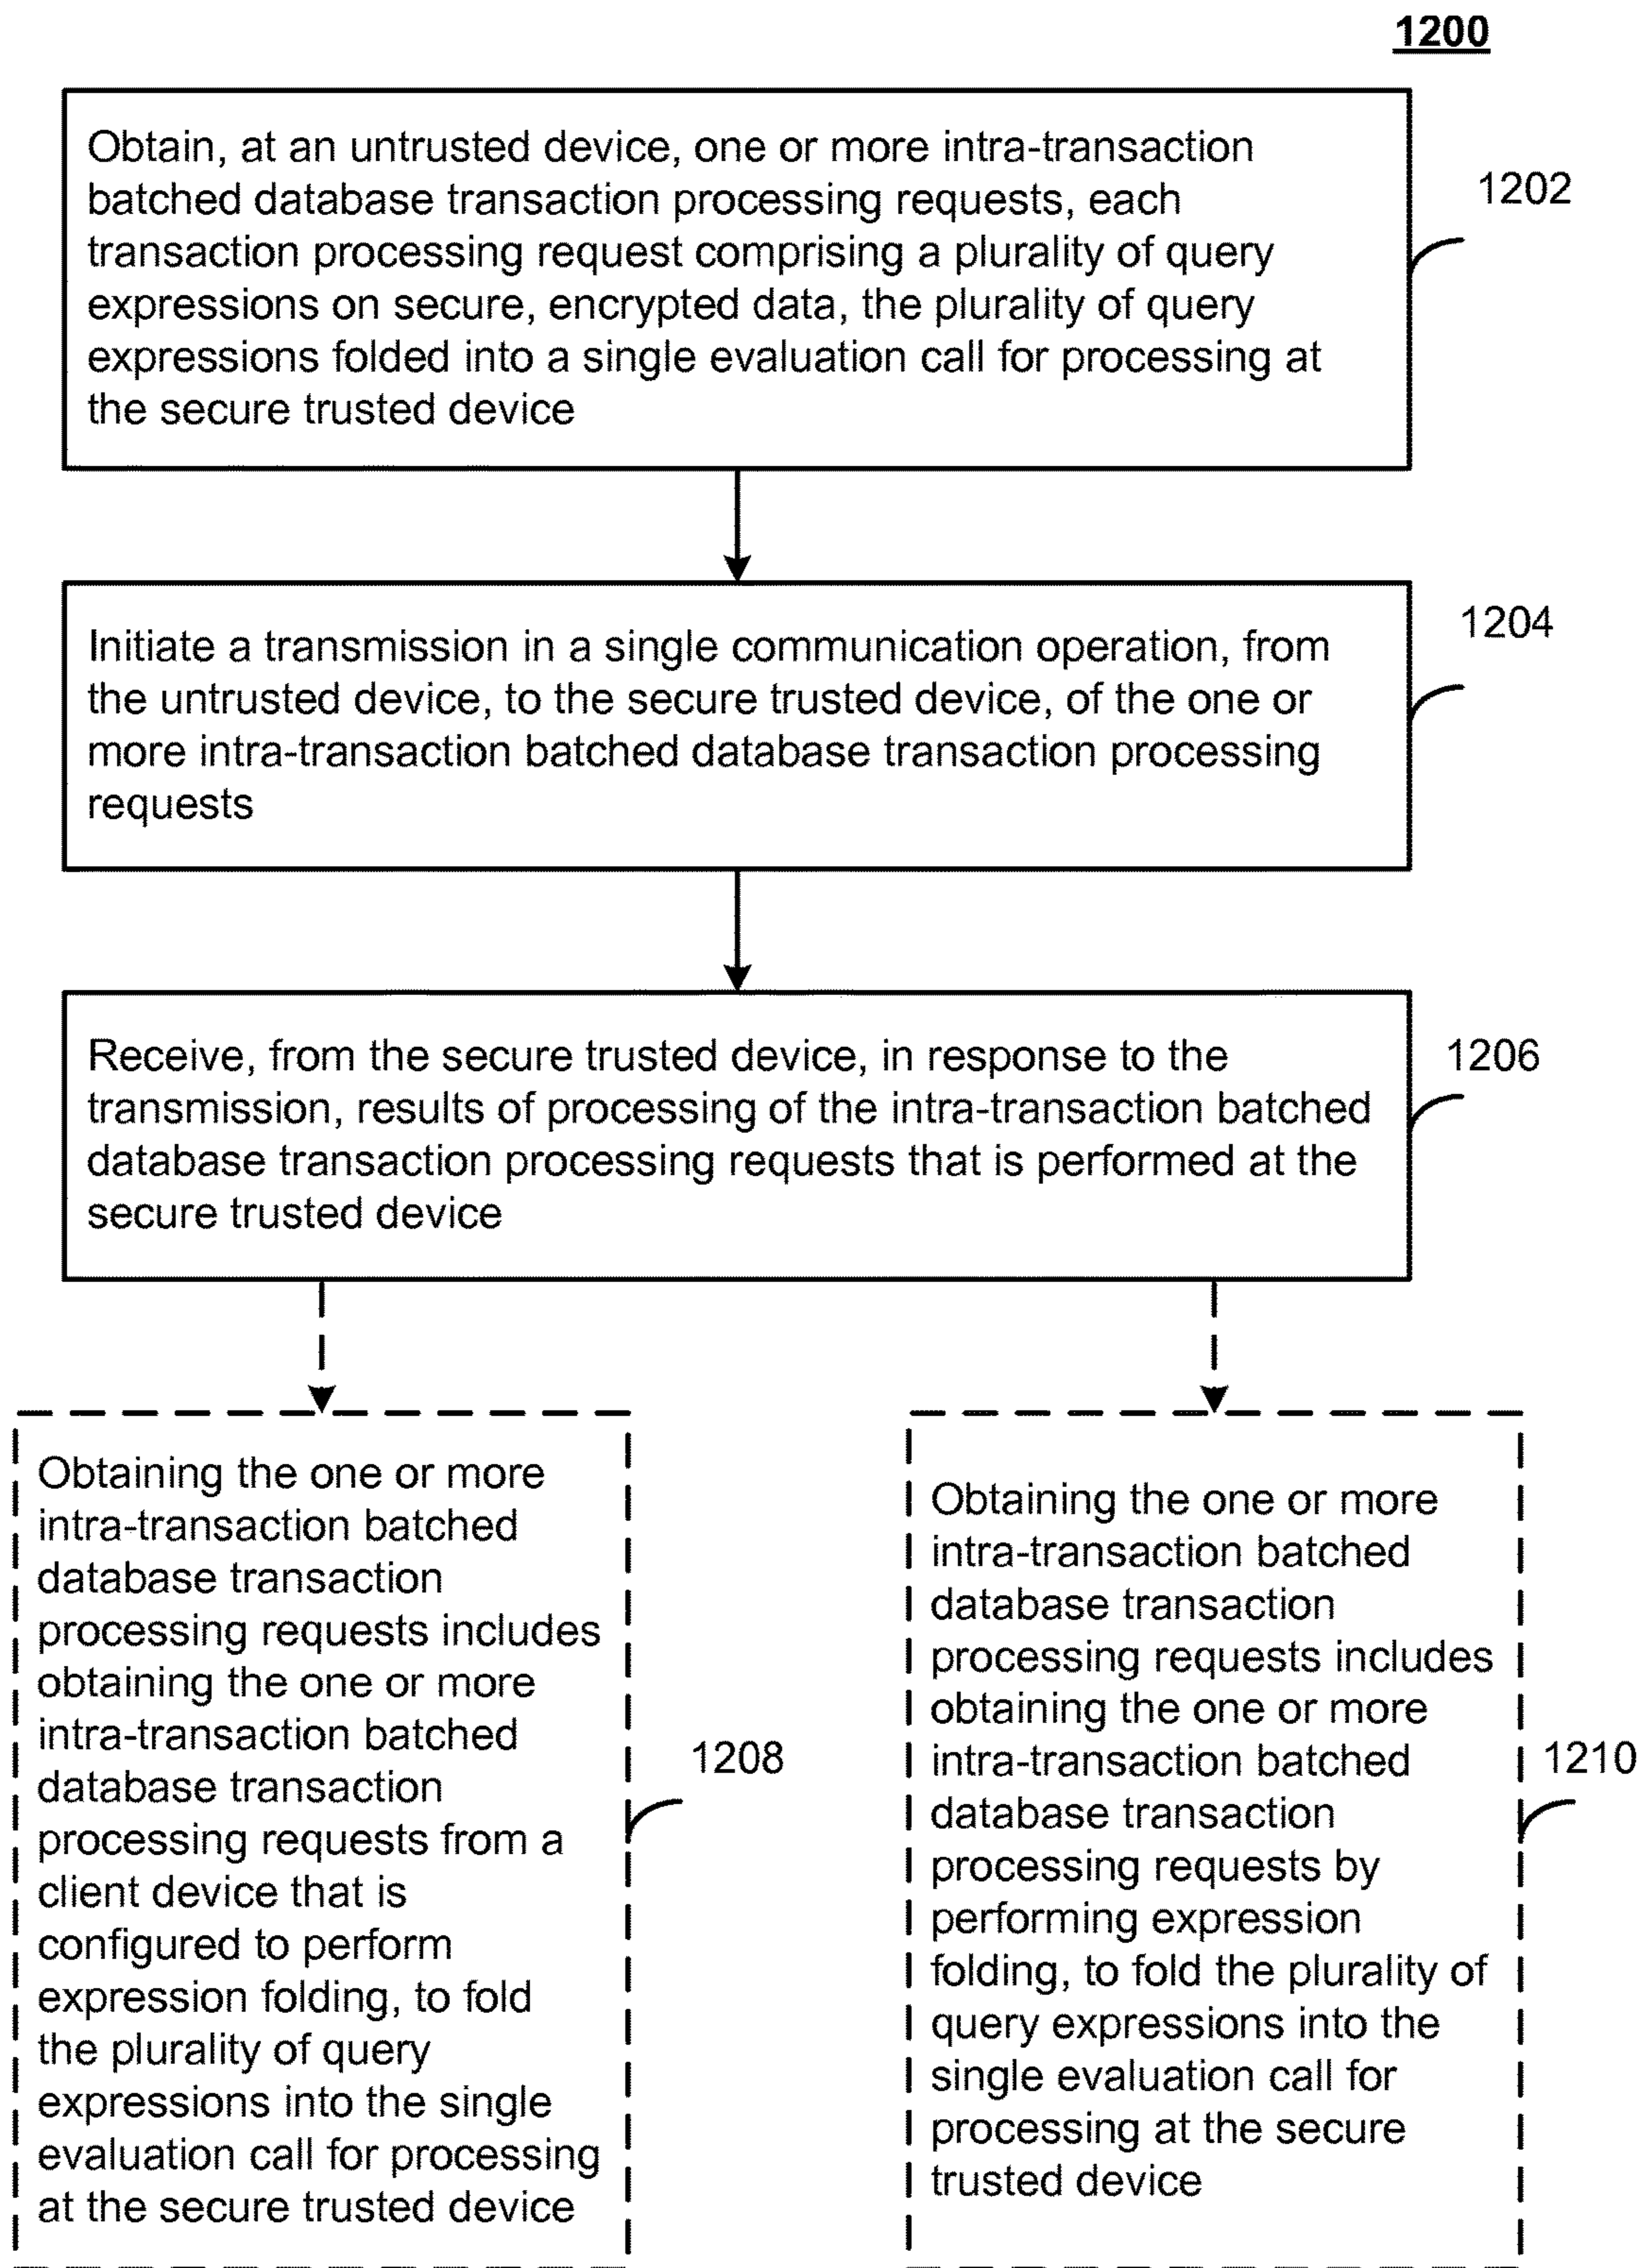 1200
Obtain, at an untrusted device, one or more intra-transaction
batched database transaction processing requests, each
transaction processing request comprising a plurality of query
expressions on secure, encrypted data, the plurality of query
expressions folded into a single evaluation call for processing at
the secure trusted device
1202
Initiate a transmission in a single communication operation, from
the untrusted device, to the secure trusted device, of the one or
more intra-transaction batched database transaction processing
requests
1204
Receive, from the secure trusted device, in response to the
transmission, results of processing of the intra-transaction batched
database transaction processing requests that is performed at the
secure trusted device
1206
Obtaining the one or more
intra-transaction batched
database transaction
processing requests includes
obtaining the one or more
intra-transaction batched
database transaction
processing requests from a
client device that is
configured to perform
expression folding, to fold
the plurality of query
expressions into the single
evaluation call for processing
at the secure trusted device
1208
Obtaining the one or more
intra-transaction batched
database transaction
processing requests includes
obtaining the one or more
intra-transaction batched
database transaction
processing requests by
performing expression
folding, to fold the plurality of
query expressions into the
single evaluation call for
processing at the secure
trusted device
1210